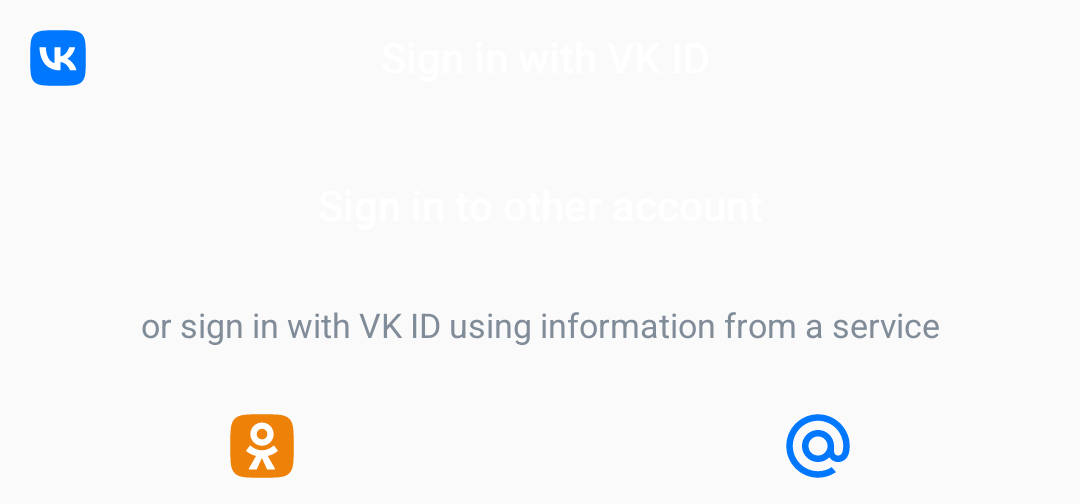 VK Sign in with VK ID
Sign in to other account
or sign in with VK ID using information from a service
@